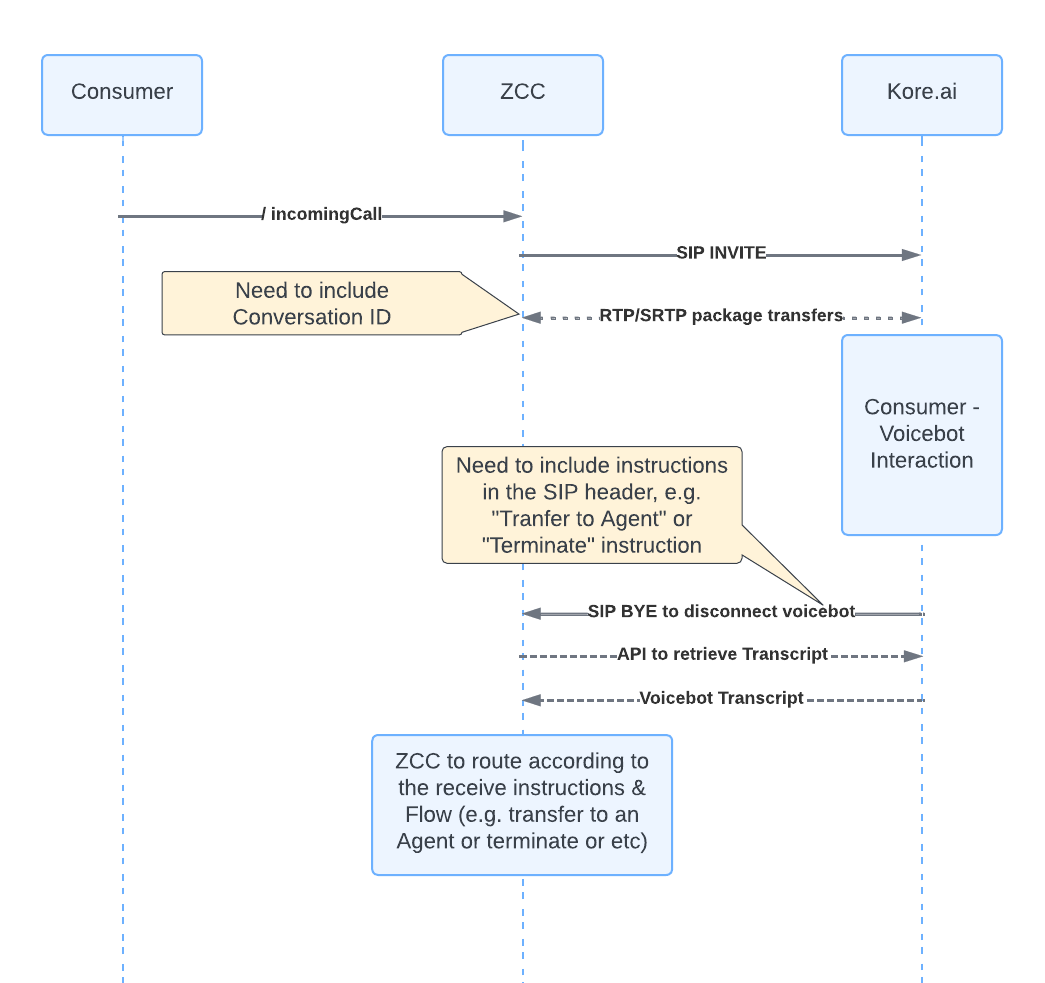 Consumer
ZCC
Kore.ai
/ incomingCall
SIP INVITE
Need to include
Conversation ID
RTP/SRTP package transfers
Consumer -
Voicebot
Interaction
Need to include instructions
in the SIP header, e.g.
"Tranfer to Agent" or
"Terminate" instruction
SIP BYE to disconnect voicebot
API to retrieve Transcript
Voicebot Transcript
ZCC to route according to
the receive instructions &
Flow (e.g. transfer to an
Agent or terminate or etc)